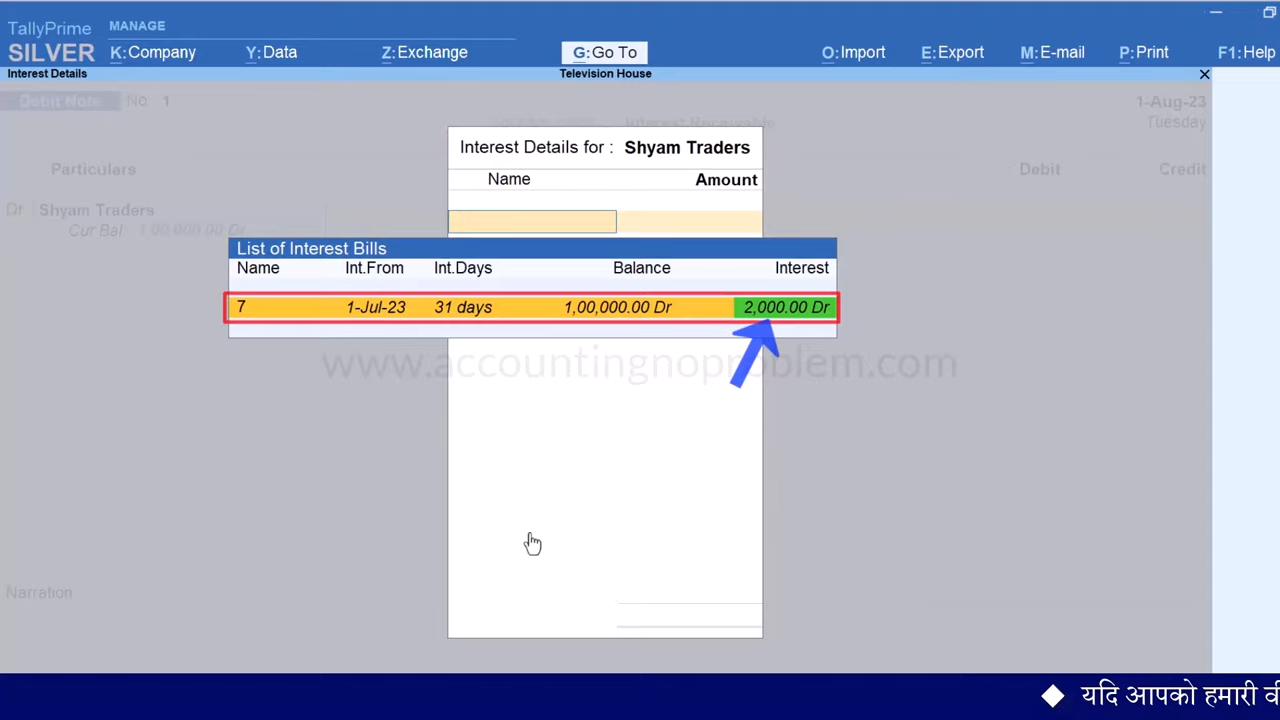 TallyPrime MANAGE
SILVER K:Company Y:Data Z:Exchange G:Go To O:Import E:Export M:E-mail P:Print F1:Help
Interest Details Television House
Debit Note No. 1 1-Aug-23
Interest Receivable Tuesday
Interest Details for : Shyam Traders
Particulars Debit Credit
Name Amount
Dr Shyam Traders
Cur Bal 1,00,000.00 Dr
List of Interest Bills
Name Int.From Int.Days Balance Interest
7 1-Jul-23 31 days 1,00,000.00 Dr 2,000.00 Dr
www.accountingnoproblem.com
Narration
यदि आपको हमारी वी